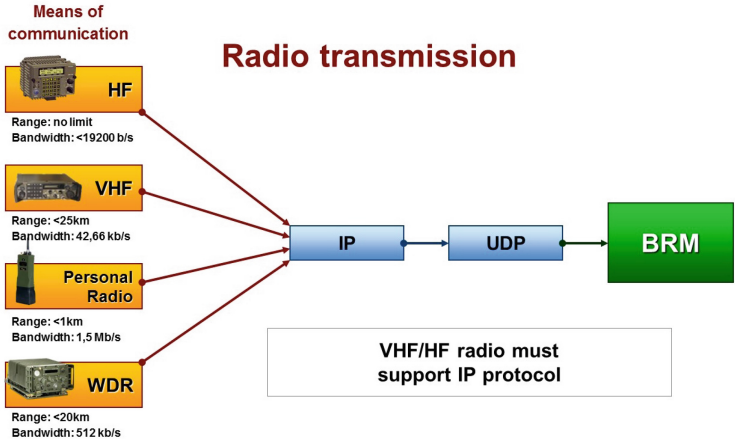 Means of
communication
Radio transmission
HF
Range: no limit
Bandwidth: <19200 b/s
VHF
Range: <25km
Bandwidth: 42,66 kb/s
Personal
Radio
Range: <1km
Bandwidth: 1,5 Mb/s
WDR
Range: <20km
Bandwidth: 512 kb/s
IP
UDP
BRM
VHF/HF radio must
support IP protocol